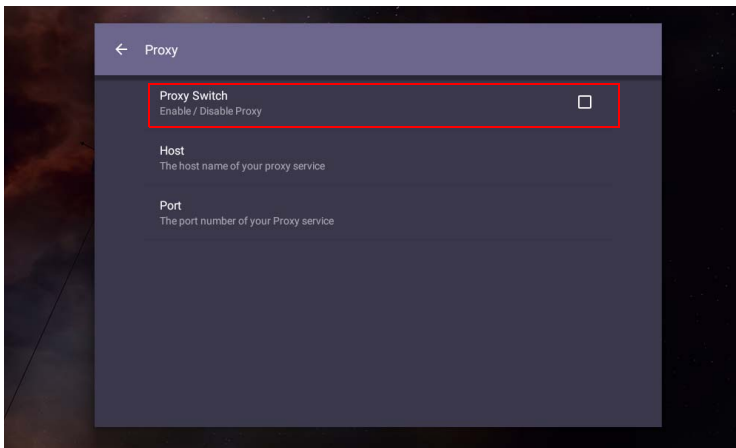 Proxy
Proxy Switch
Enable / Disable Proxy
Host
The host name of your proxy service
Port
The port number of your Proxy service